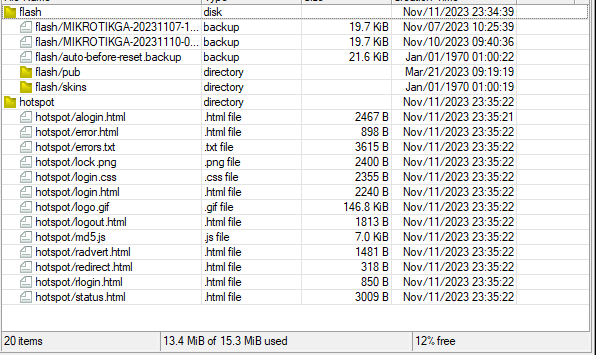 File Name Type Size Creation Time
flash disk Nov/11/2023 23:34:39
flash/MIKROTIKGA-20231107-1... backup 19.7 KiB Nov/07/2023 10:25:39
flash/MIKROTIKGA-20231110-0... backup 19.7 KiB Nov/10/2023 09:40:36
flash/auto-before-reset.backup backup 21.6 KiB Jan/01/1970 01:00:22
flash/pub directory Mar/21/2023 09:19:19
flash/skins directory Jan/01/1970 01:00:19
hotspot directory Nov/11/2023 23:35:22
hotspot/alogin.html .html file 2467 B Nov/11/2023 23:35:21
hotspot/error.html .html file 898 B Nov/11/2023 23:35:22
hotspot/errors.txt .txt file 3615 B Nov/11/2023 23:35:22
hotspot/lock.png .png file 2400 B Nov/11/2023 23:35:22
hotspot/login.css .css file 2355 B Nov/11/2023 23:35:22
hotspot/login.html .html file 2240 B Nov/11/2023 23:35:22
hotspot/logo.gif .gif file 146.8 KiB Nov/11/2023 23:35:22
hotspot/logout.html .html file 1813 B Nov/11/2023 23:35:22
hotspot/md5.js .js file 7.0 KiB Nov/11/2023 23:35:22
hotspot/radvert.html .html file 1481 B Nov/11/2023 23:35:22
hotspot/redirect.html .html file 318 B Nov/11/2023 23:35:22
hotspot/rlogin.html .html file 850 B Nov/11/2023 23:35:22
hotspot/status.html .html file 3009 B Nov/11/2023 23:35:22
20 items 13.4 MiB of 15.3 MiB used 12% free